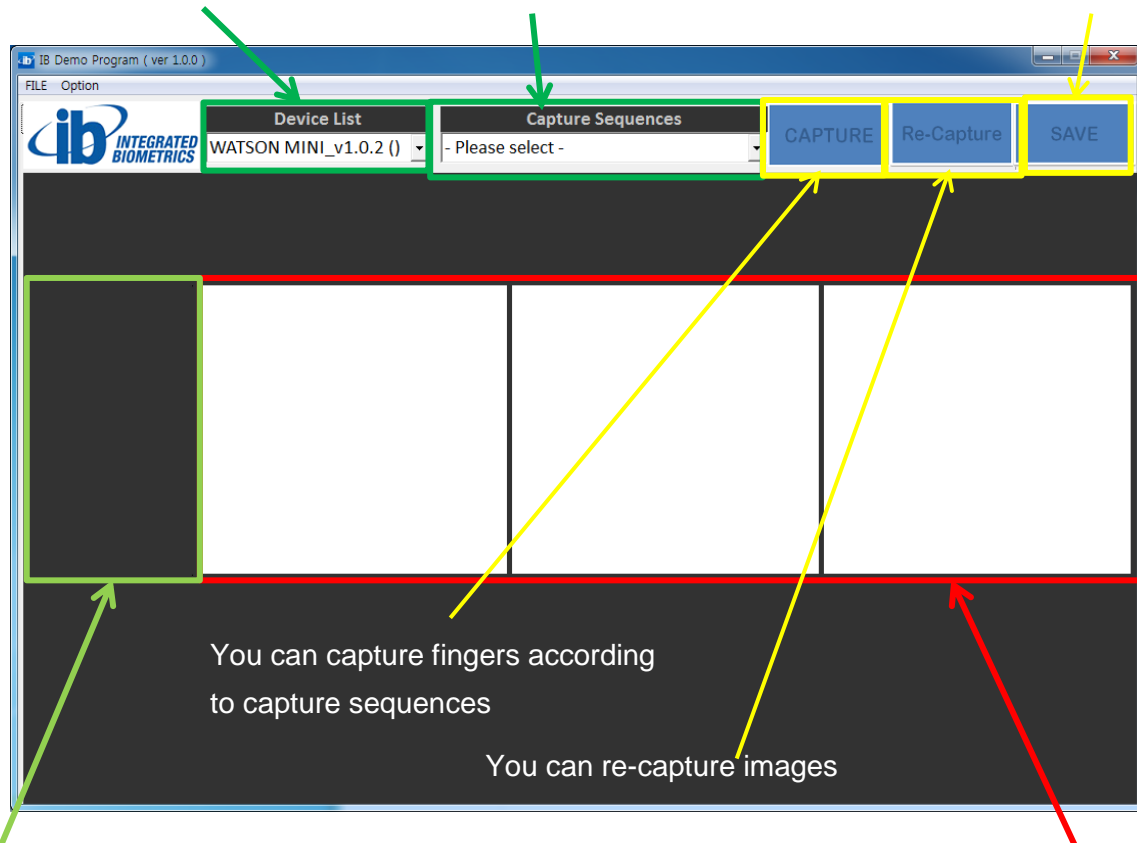 IB Demo Program ( ver 1.0.0 )
FILE Option
ib INTEGRATED
BIOMETRICS
Device List
WATSON MINI_v1.0.2 ()
Capture Sequences
- Please select -
CAPTURE
Re-Capture
SAVE
You can capture fingers according
to capture sequences
You can re-capture images